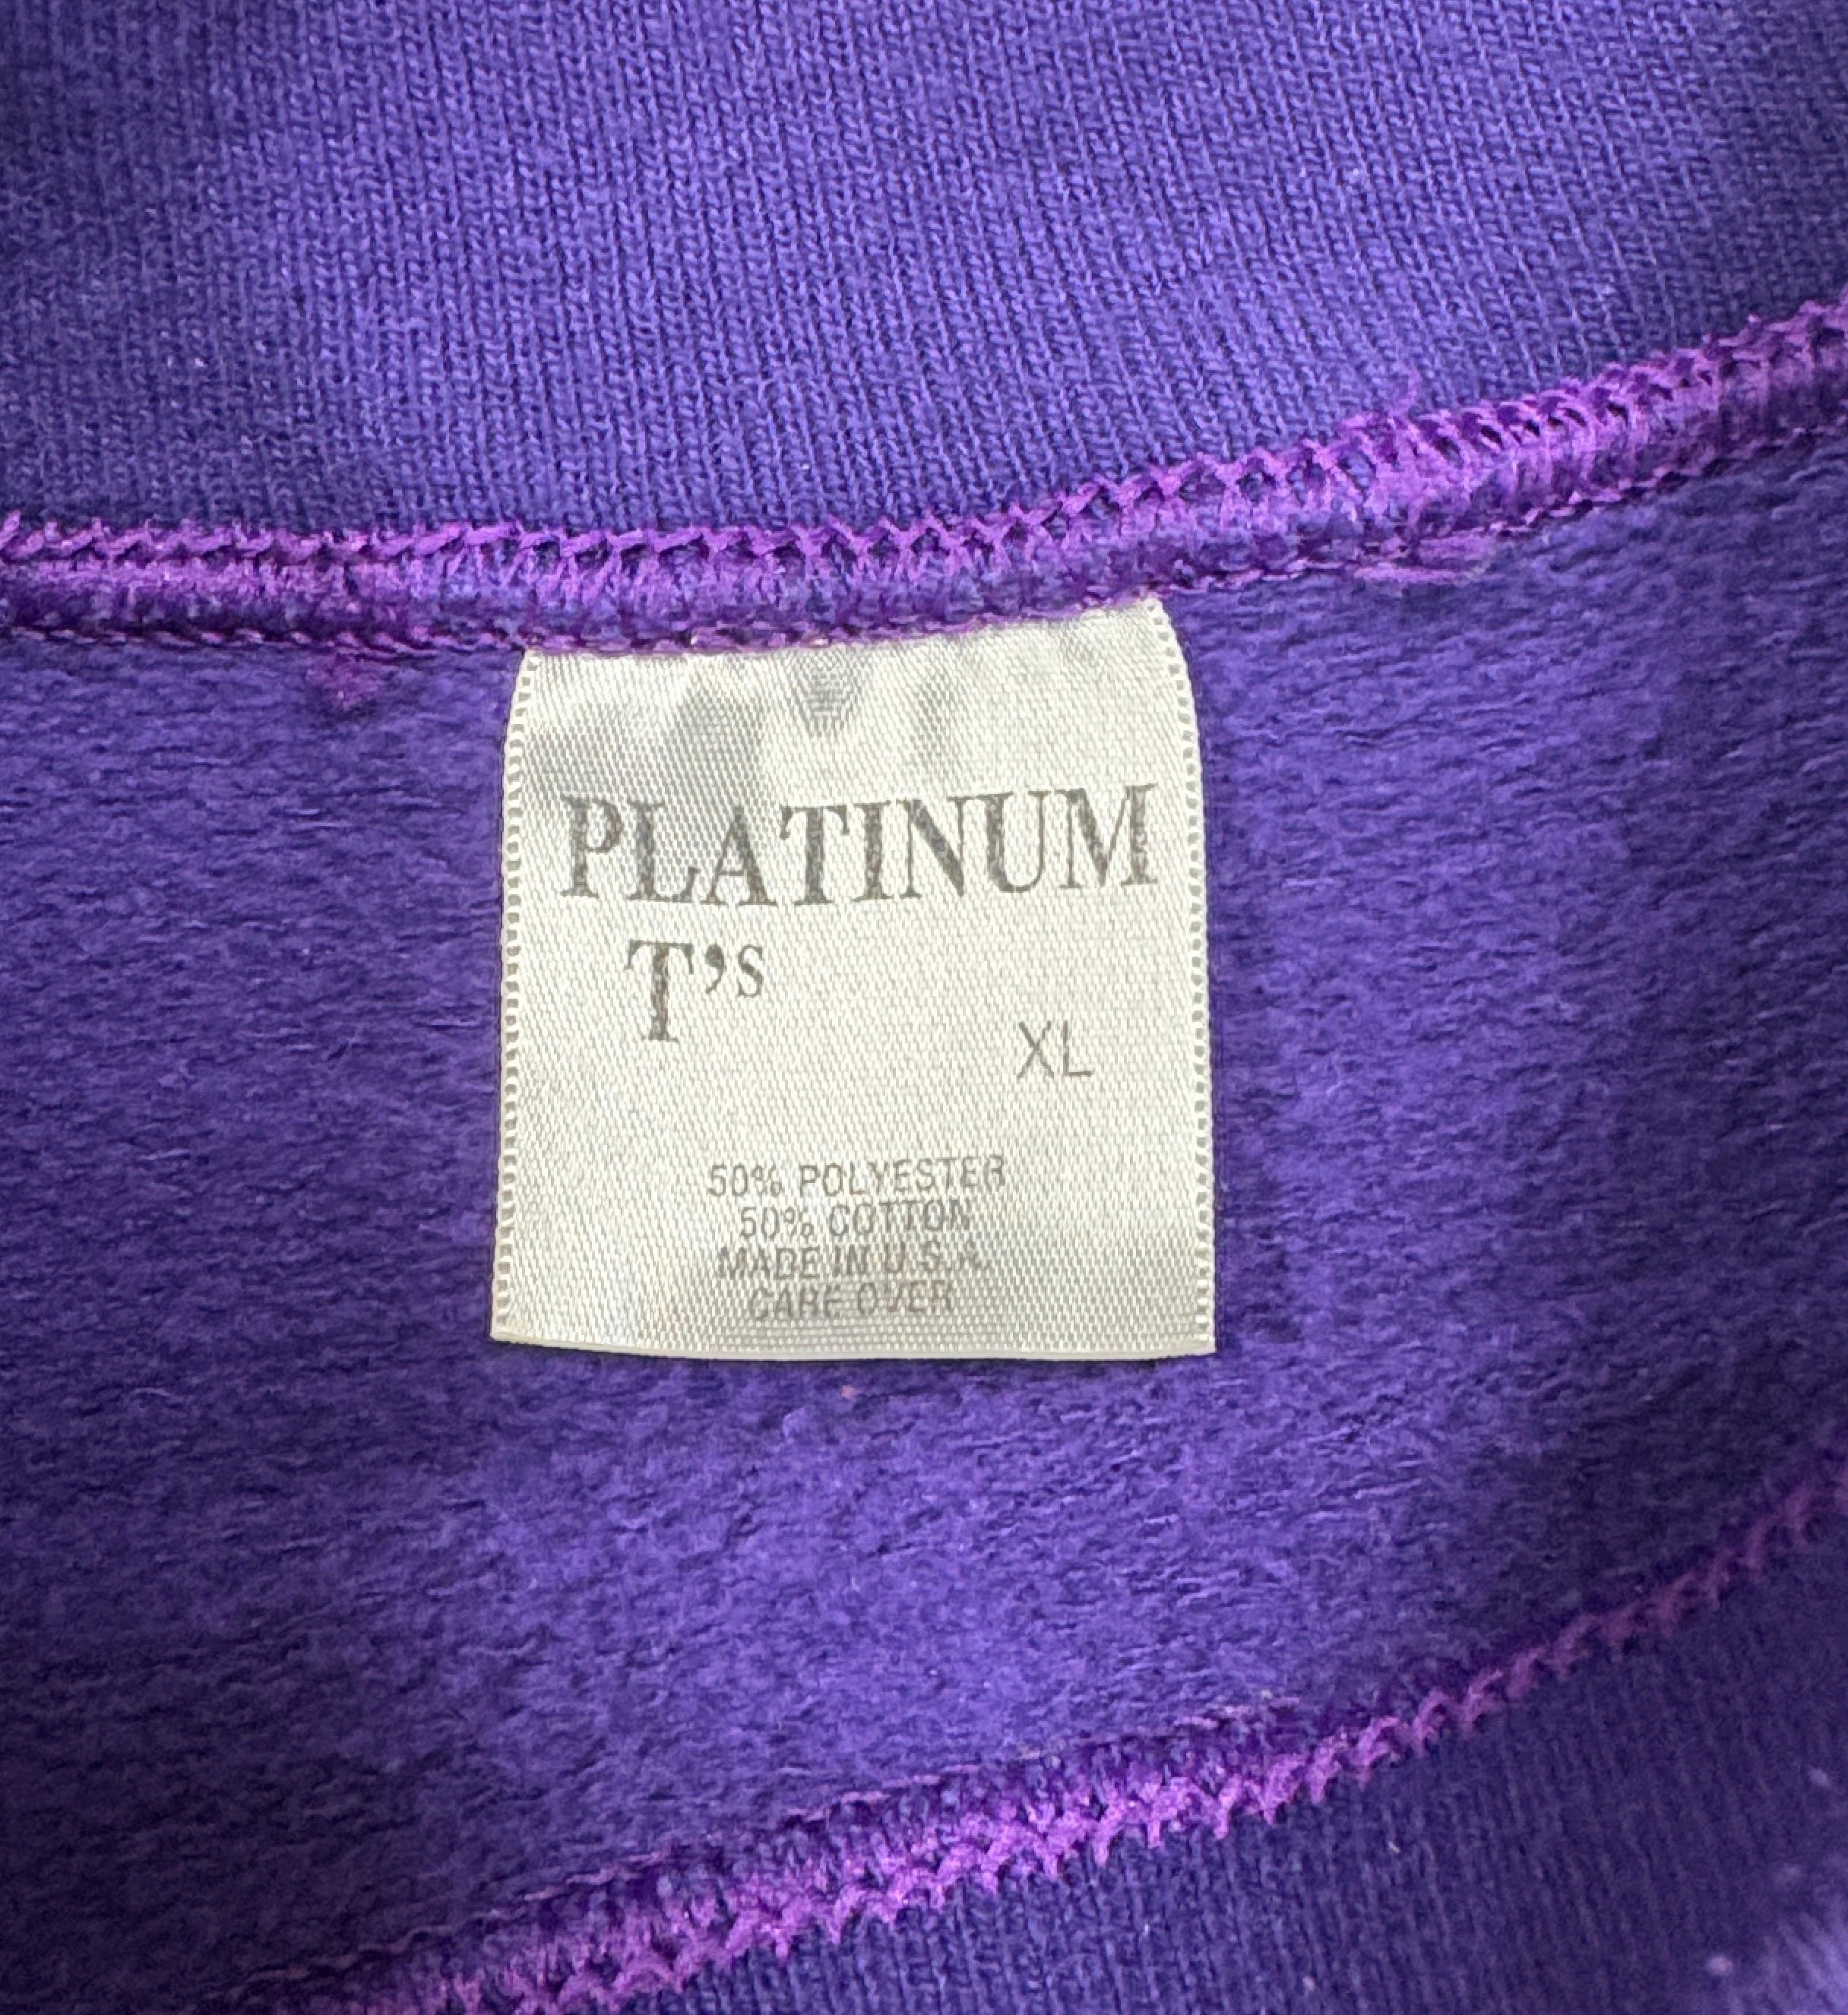 PLATINUM
T's
XL
50% POLYESTER
50% COTTON
MADE IN U.S.A.
CARE OVER